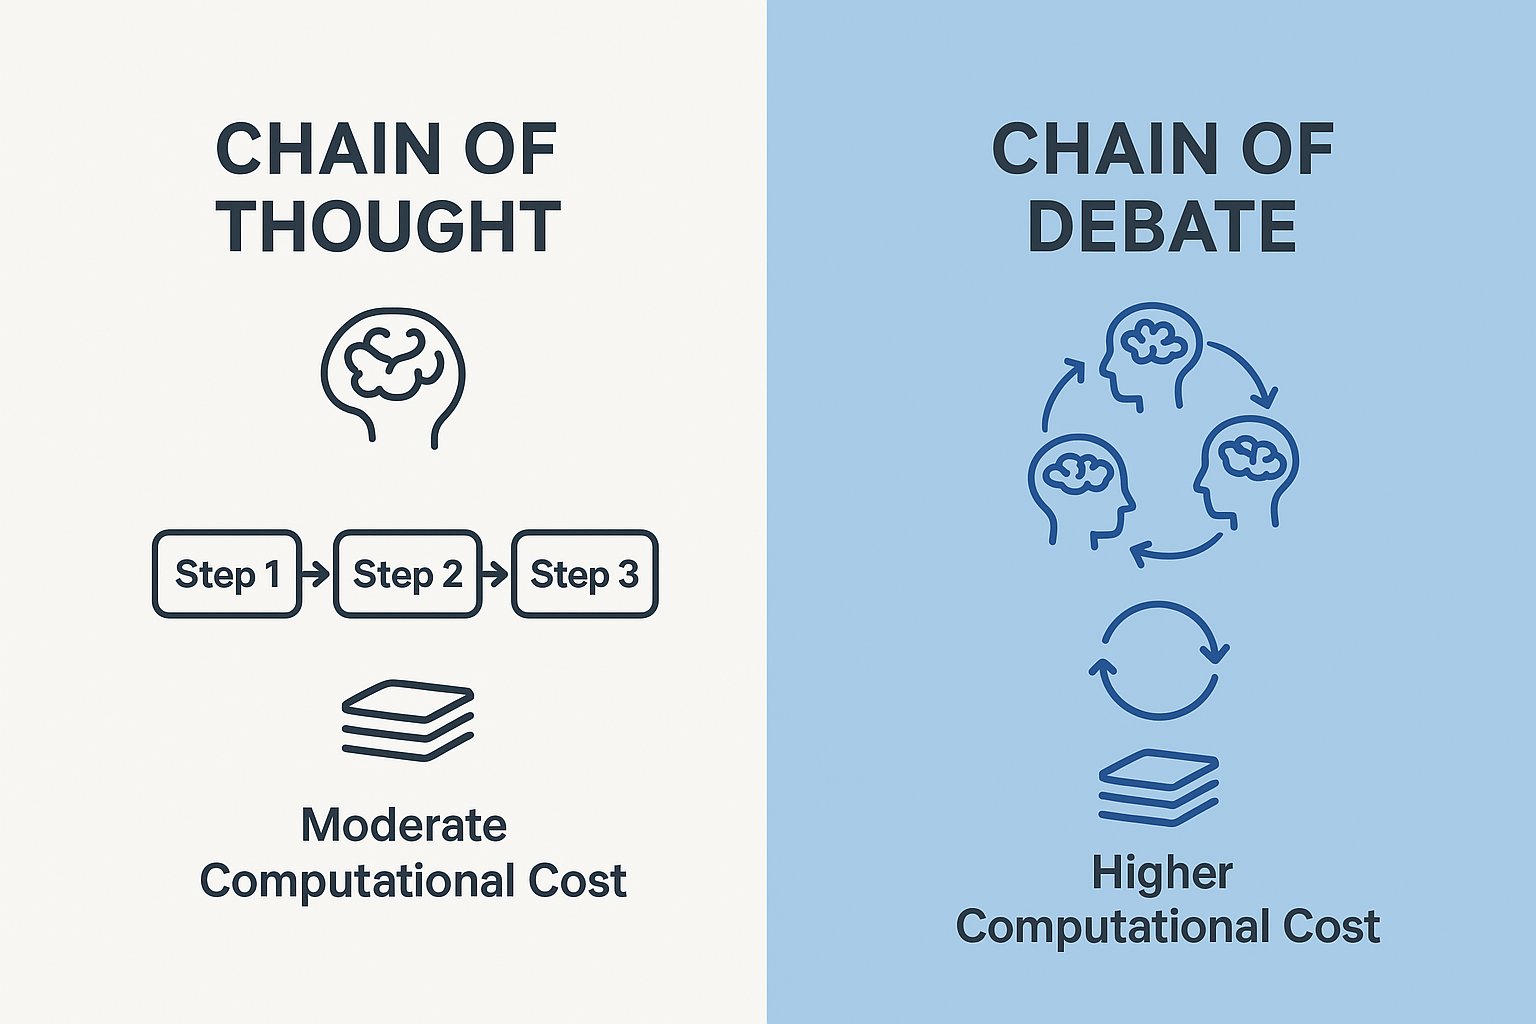 CHAIN OF
THOUGHT
Step 1
Step 2
Step 3
Moderate
Computational Cost
CHAIN OF
DEBATE
Higher
Computational Cost